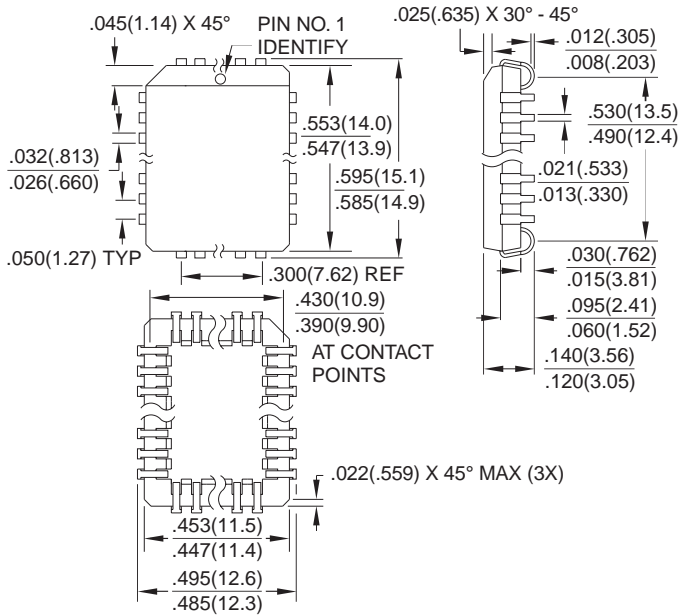 .045(1.14) X 45°
PIN NO. 1
IDENTIFY
.025(.635) X 30° - 45°
.012(.305)
.008(.203)
.553(14.0)
.547(13.9)
.530(13.5)
.490(12.4)
.032(.813)
.026(.660)
.021(.533)
.013(.330)
.595(15.1)
.585(14.9)
.050(1.27) TYP
.300(7.62) REF
.030(.762)
.015(3.81)
.430(10.9)
.390(9.90)
AT CONTACT
POINTS
.095(2.41)
.060(1.52)
.140(3.56)
.120(3.05)
.022(.559) X 45° MAX (3X)
.453(11.5)
.447(11.4)
.495(12.6)
.485(12.3)